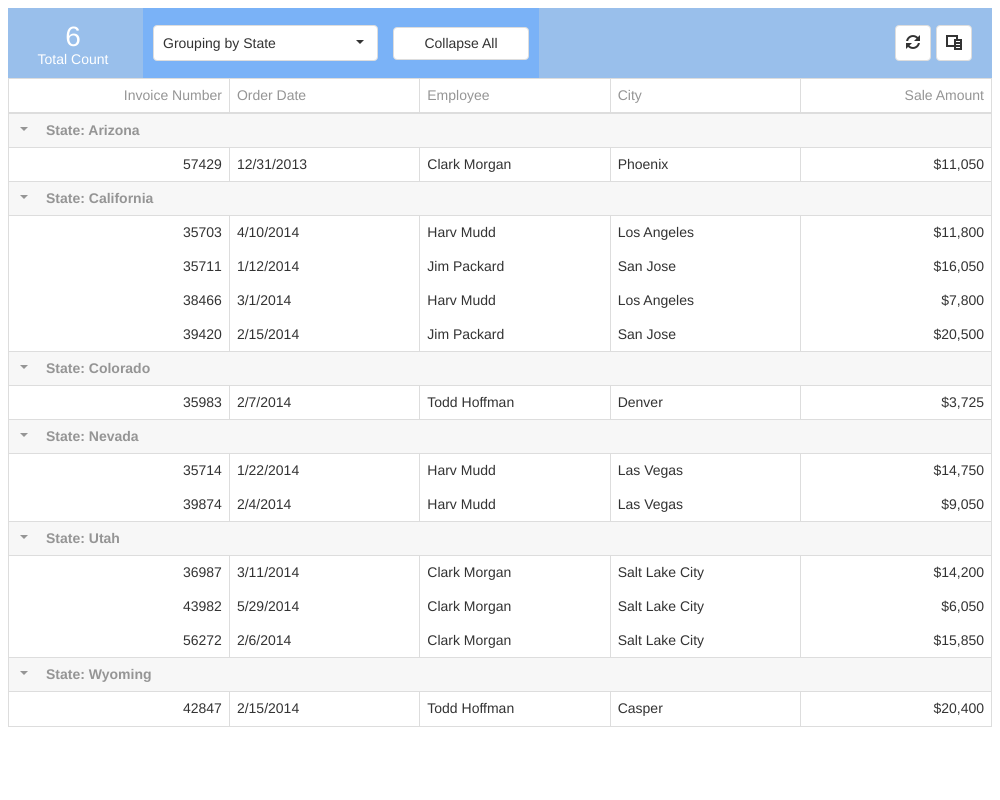 6
Total Count
Grouping by State
Collapse All
Invoice Number Order Date Employee City Sale Amount
State: Arizona
57429 12/31/2013 Clark Morgan Phoenix $11,050
State: California
35703 4/10/2014 Harv Mudd Los Angeles $11,800
35711 1/12/2014 Jim Packard San Jose $16,050
38466 3/1/2014 Harv Mudd Los Angeles $7,800
39420 2/15/2014 Jim Packard San Jose $20,500
State: Colorado
35983 2/7/2014 Todd Hoffman Denver $3,725
State: Nevada
35714 1/22/2014 Harv Mudd Las Vegas $14,750
39874 2/4/2014 Harv Mudd Las Vegas $9,050
State: Utah
36987 3/11/2014 Clark Morgan Salt Lake City $14,200
43982 5/29/2014 Clark Morgan Salt Lake City $6,050
56272 2/6/2014 Clark Morgan Salt Lake City $15,850
State: Wyoming
42847 2/15/2014 Todd Hoffman Casper $20,400